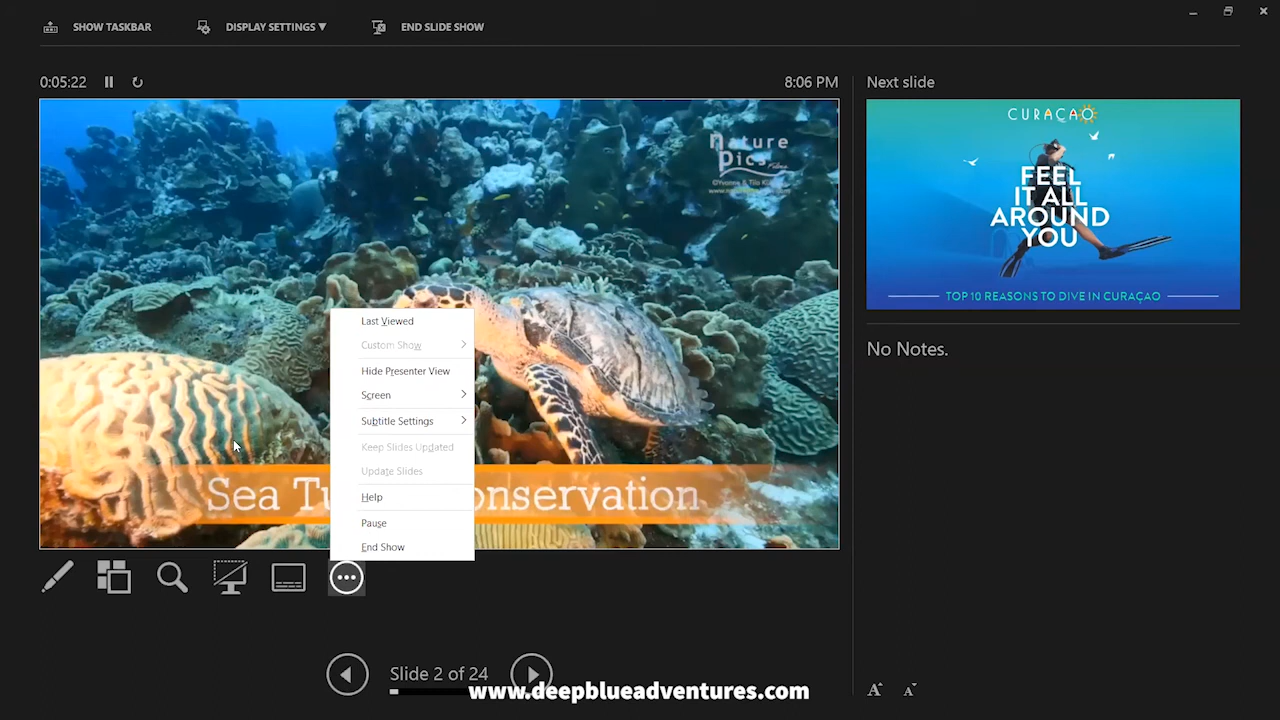 SHOW TASKBAR
DISPLAY SETTINGS ▼
END SLIDE SHOW
0:05:22
8:06 PM
Next slide
nature
pics
CURAÇAO
FEEL
IT ALL
AROUND
YOU
TOP 10 REASONS TO DIVE IN CURAÇAO
No Notes.
Last Viewed
Custom Show
Hide Presenter View
Screen
Subtitle Settings
Keep Slides Updated
Update Slides
Help
Pause
End Show
Sea Tu onservation
Slide 2 of 24
www.deepblueadventures.com
A A